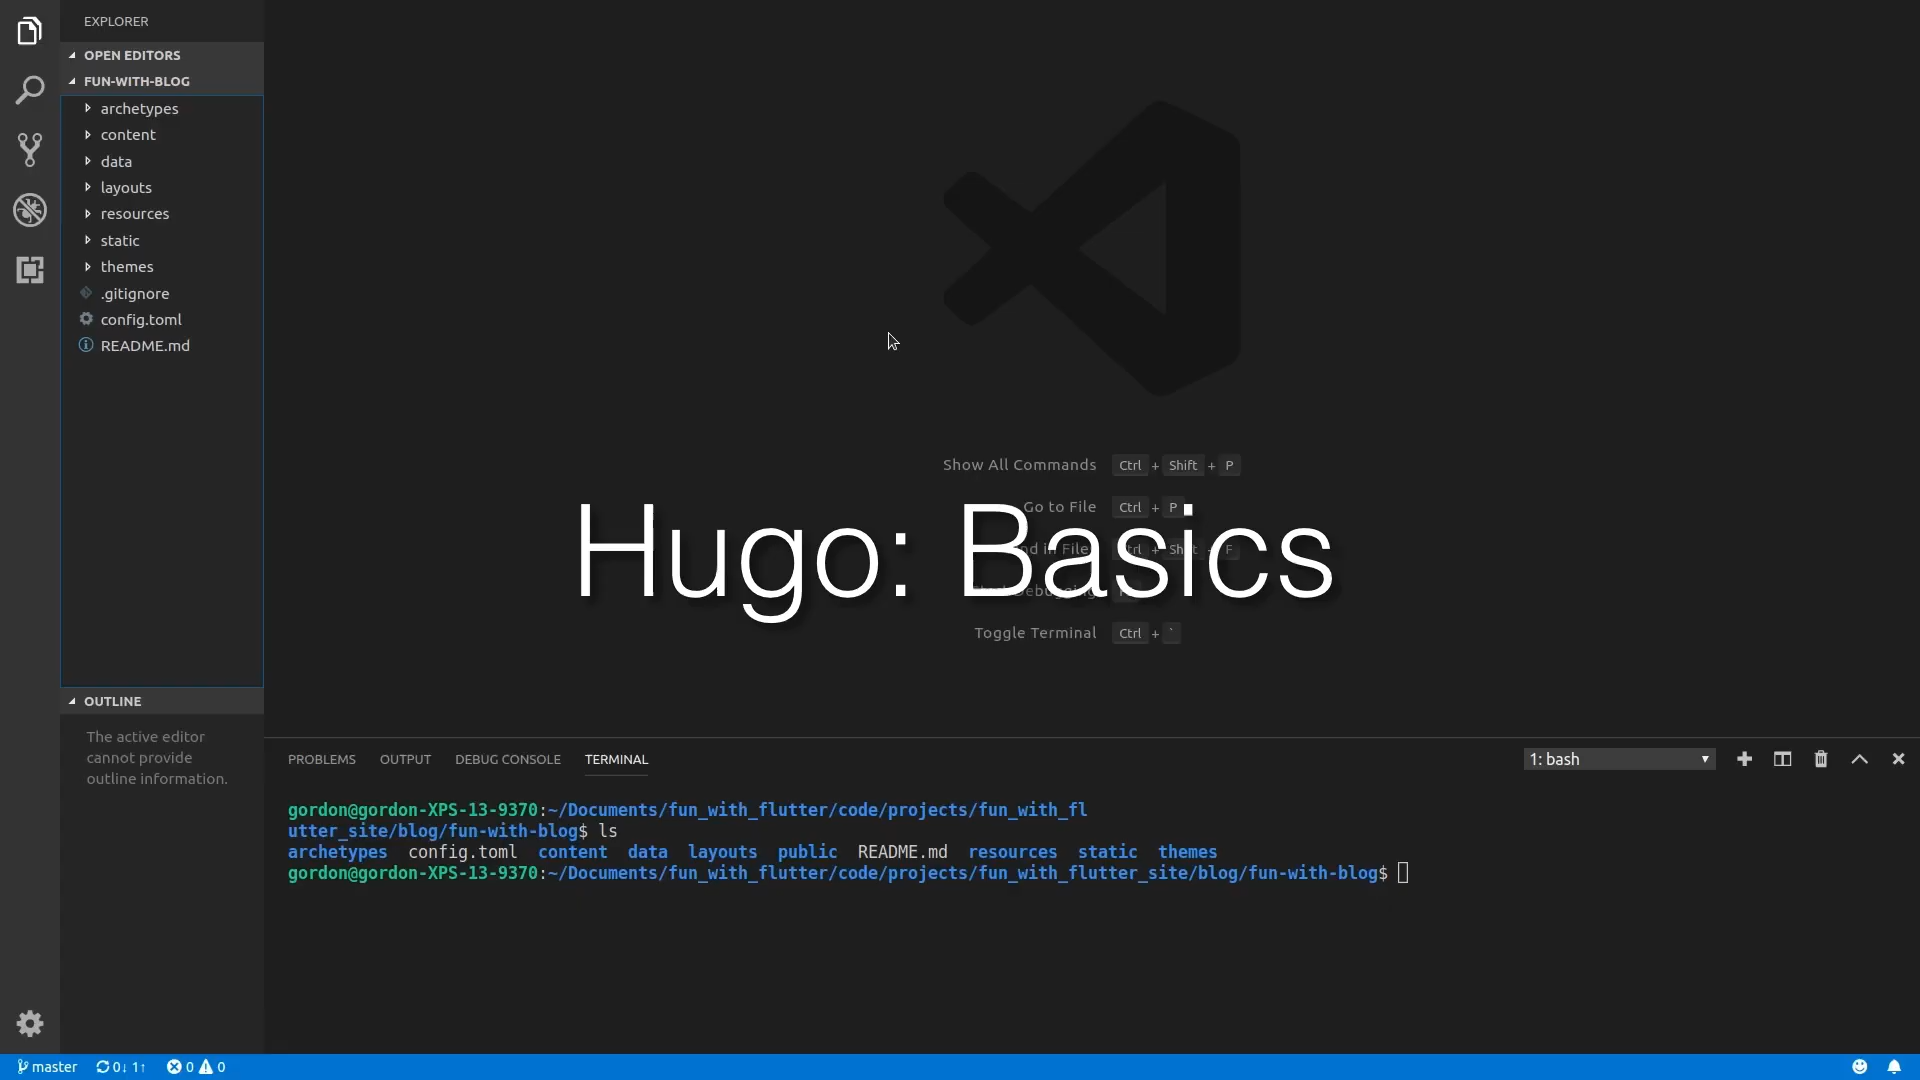 EXPLORER
OPEN EDITORS
FUN-WITH-BLOG
archetypes
content
data
layouts
resources
static
themes
.gitignore
config.toml
README.md
OUTLINE
The active editor
cannot provide
outline information.
Show All Commands Ctrl + Shift + P
Go to File Ctrl + P
Hugo: Basics
Toggle Terminal Ctrl + `
PROBLEMS OUTPUT DEBUG CONSOLE TERMINAL
1: bash
gordon@gordon-XPS-13-9370:~/Documents/fun_with_flutter/code/projects/fun_with_fl
utter_site/blog/fun-with-blog$ ls
archetypes config.toml content data layouts public README.md resources static themes
gordon@gordon-XPS-13-9370:~/Documents/fun_with_flutter/code/projects/fun_with_flutter_site/blog/fun-with-blog$
master 0↓ 1↑ 0 0